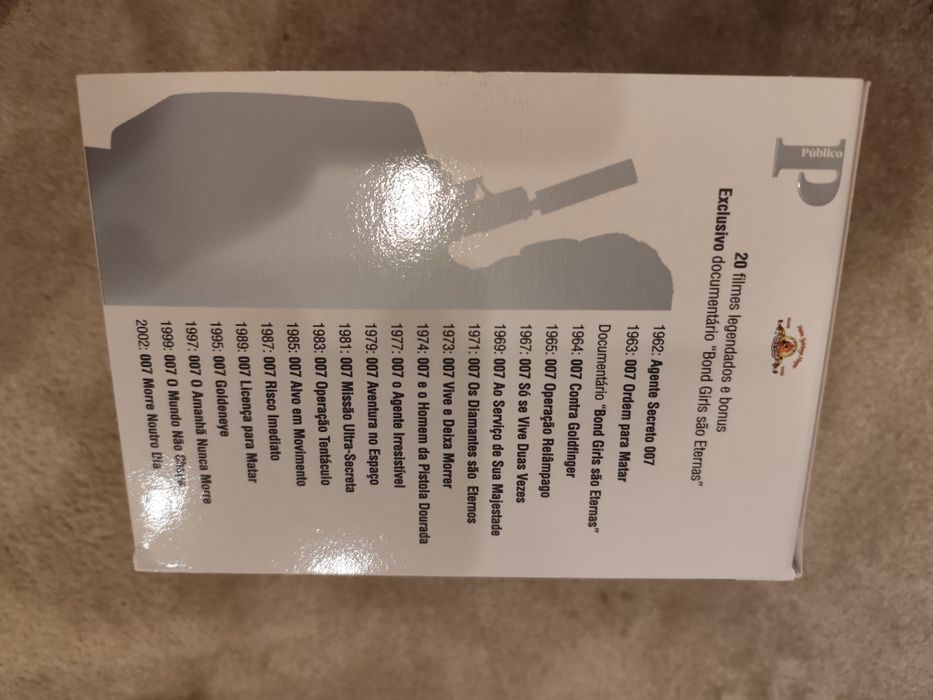 Público
P
20 filmes legendados e bonus
Exclusivo documentário "Bond Girls são Eternas"
1962: Agente Secreto 007
1963: 007 Ordem para Matar
Documentário "Bond Girls são Eternas"
1964: 007 Contra Goldfinger
1965: 007 Operação Relâmpago
1967: 007 Só se Vive Duas Vezes
1969: 007 Ao Serviço de Sua Majestade
1971: 007 Os Diamantes são Eternos
1973: 007 Vive e Deixa Morrer
1974: 007 e o Homem da Pistola Dourada
1977: 007 o Agente Irresistível
1979: 007 Aventura no Espaço
1981: 007 Missão Ultra-Secreta
1983: 007 Operação Tentáculo
1985: 007 Alvo em Movimento
1987: 007 Risco Imediato
1989: 007 Licença para Matar
1995: 007 Goldeneye
1997: 007 O Amanhã Nunca Morre
1999: 007 O Mundo Não Chega
2002: 007 Morre Noutro Dia